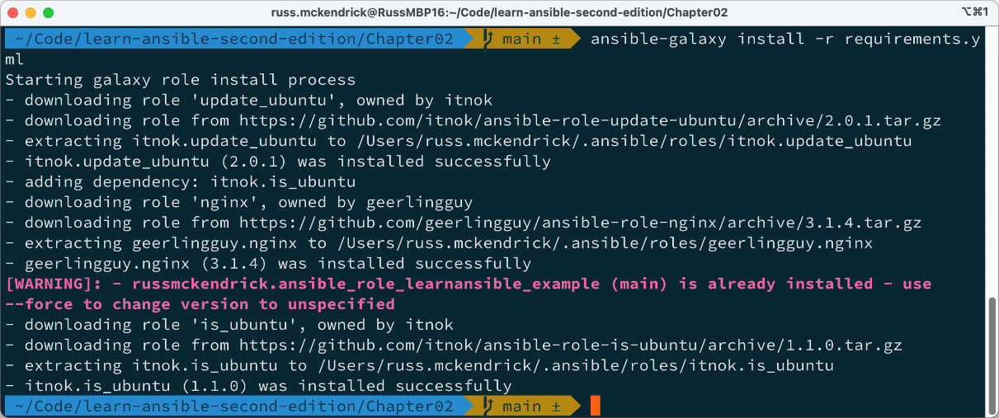 russ.mckendrick@RussMBP16:~/Code/learn-ansible-second-edition/Chapter02 ⌥⌘1
~/Code/learn-ansible-second-edition/Chapter02 main ± ansible-galaxy install -r requirements.y
ml
Starting galaxy role install process
- downloading role 'update_ubuntu', owned by itnok
- downloading role from https://github.com/itnok/ansible-role-update-ubuntu/archive/2.0.1.tar.gz
- extracting itnok.update_ubuntu to /Users/russ.mckendrick/.ansible/roles/itnok.update_ubuntu
- itnok.update_ubuntu (2.0.1) was installed successfully
- adding dependency: itnok.is_ubuntu
- downloading role 'nginx', owned by geerlingguy
- downloading role from https://github.com/geerlingguy/ansible-role-nginx/archive/3.1.4.tar.gz
- extracting geerlingguy.nginx to /Users/russ.mckendrick/.ansible/roles/geerlingguy.nginx
- geerlingguy.nginx (3.1.4) was installed successfully
[WARNING]: - russmckendrick.ansible_role_learnansible_example (main) is already installed - use
--force to change version to unspecified
- downloading role 'is_ubuntu', owned by itnok
- downloading role from https://github.com/itnok/ansible-role-is-ubuntu/archive/1.1.0.tar.gz
- extracting itnok.is_ubuntu to /Users/russ.mckendrick/.ansible/roles/itnok.is_ubuntu
- itnok.is_ubuntu (1.1.0) was installed successfully
~/Code/learn-ansible-second-edition/Chapter02 main ±